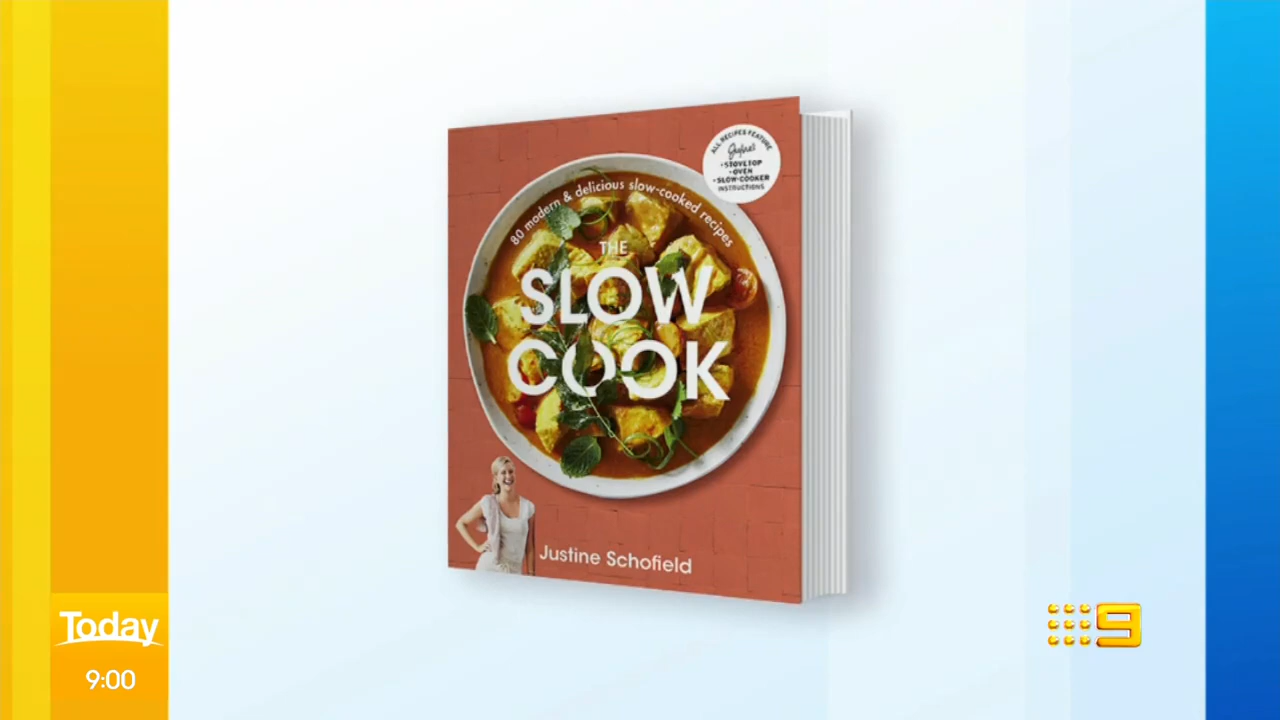 ALL RECIPES FEATURE
•STOVETOP
•OVEN
•SLOW-COOKER
INSTRUCTIONS
80 modern & delicious slow-cooked recipes
THE
SLOW
COOK
Justine Schofield
Today
9:00
9